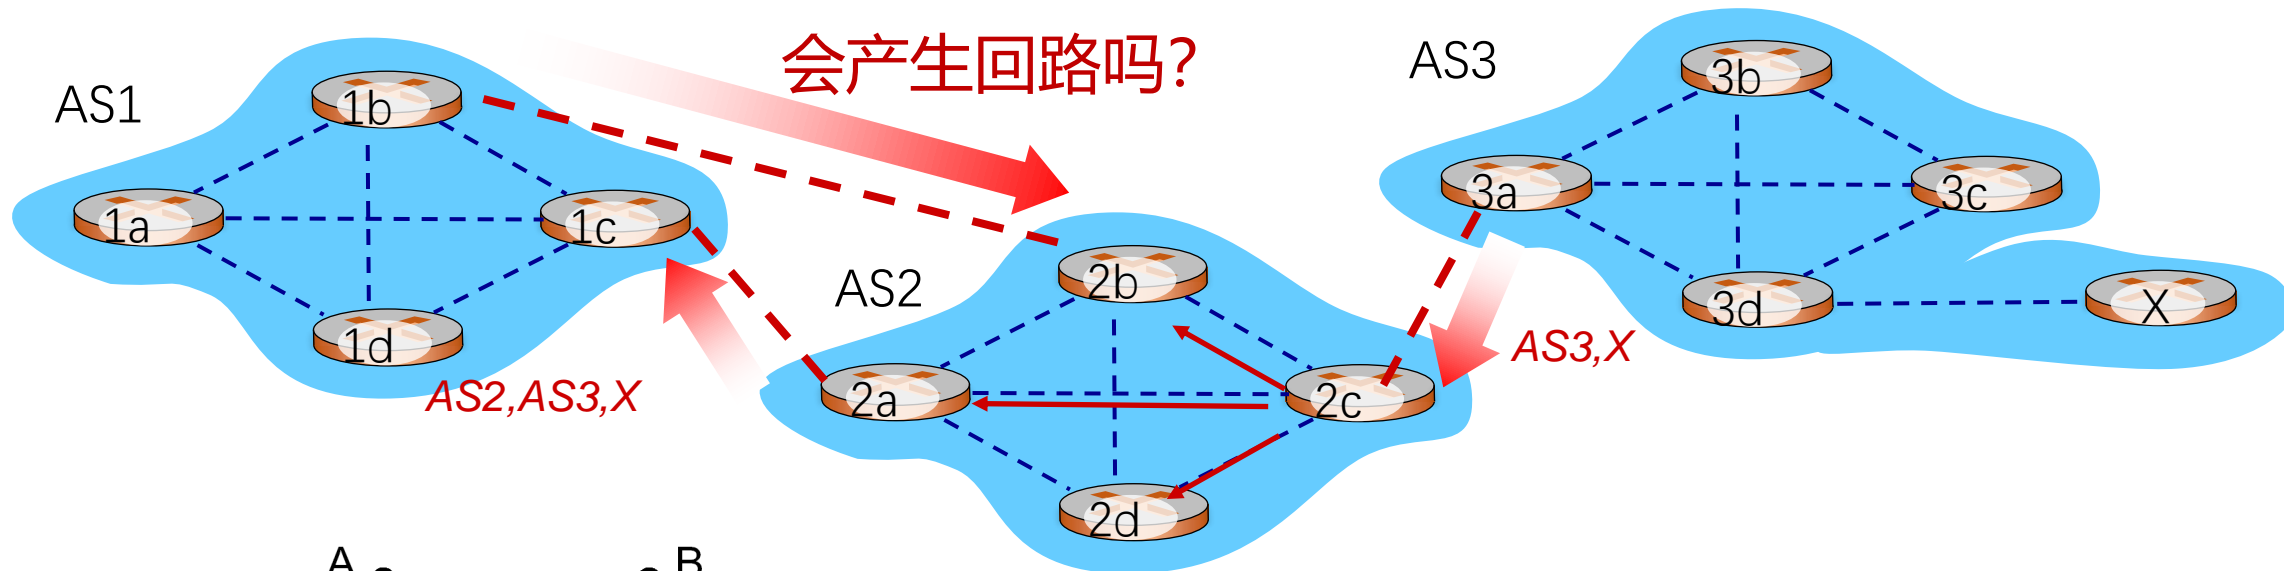 会产生回路吗?
AS1
1b
1a
1c
1d
AS2,AS3,X
AS2
2b
2a
2c
2d
AS3
3b
3a
3c
3d
X
AS3,X
A
B